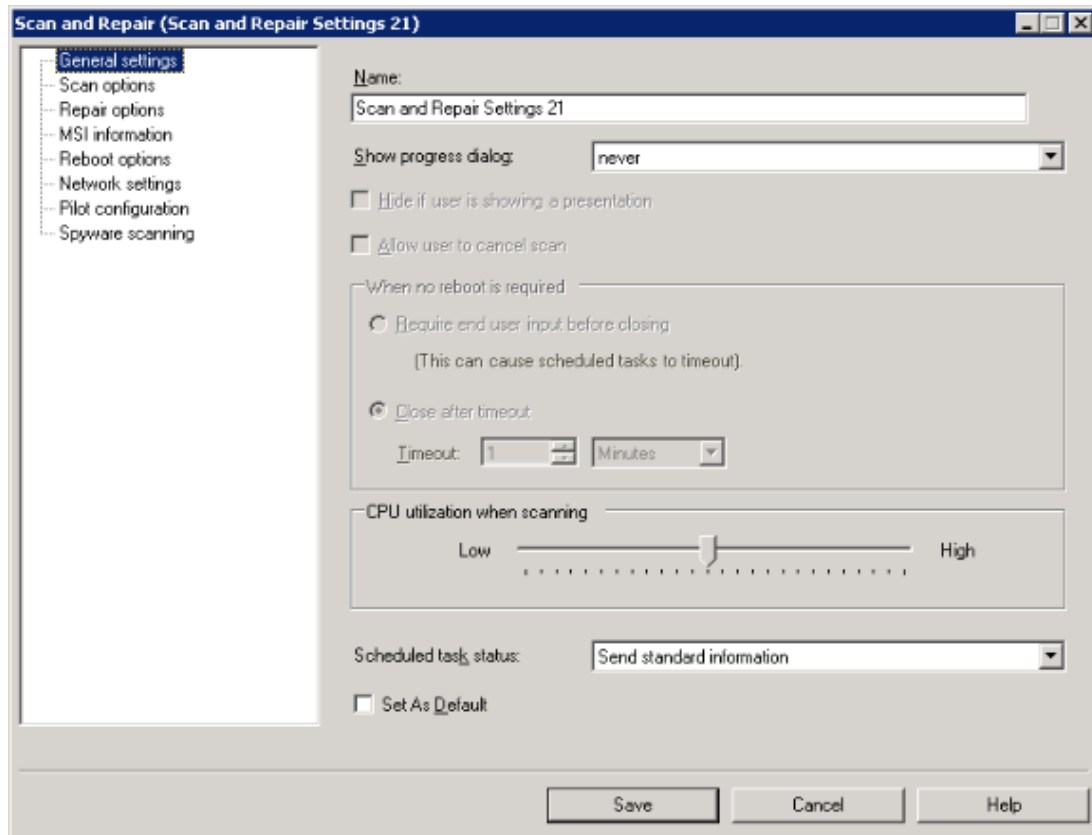 Scan and Repair (Scan and Repair Settings 21)
General settings
Scan options
Repair options
MSI information
Reboot options
Network settings
Pilot configuration
Spyware scanning
Name:
Scan and Repair Settings 21
Show progress dialog: never
Hide if user is showing a presentation
Allow user to cancel scan
When no reboot is required
Require end user input before closing
(This can cause scheduled tasks to timeout).
Close after timeout
Timeout: 1 Minutes
CPU utilization when scanning
Low High
Scheduled task status: Send standard information
Set As Default
Save Cancel Help